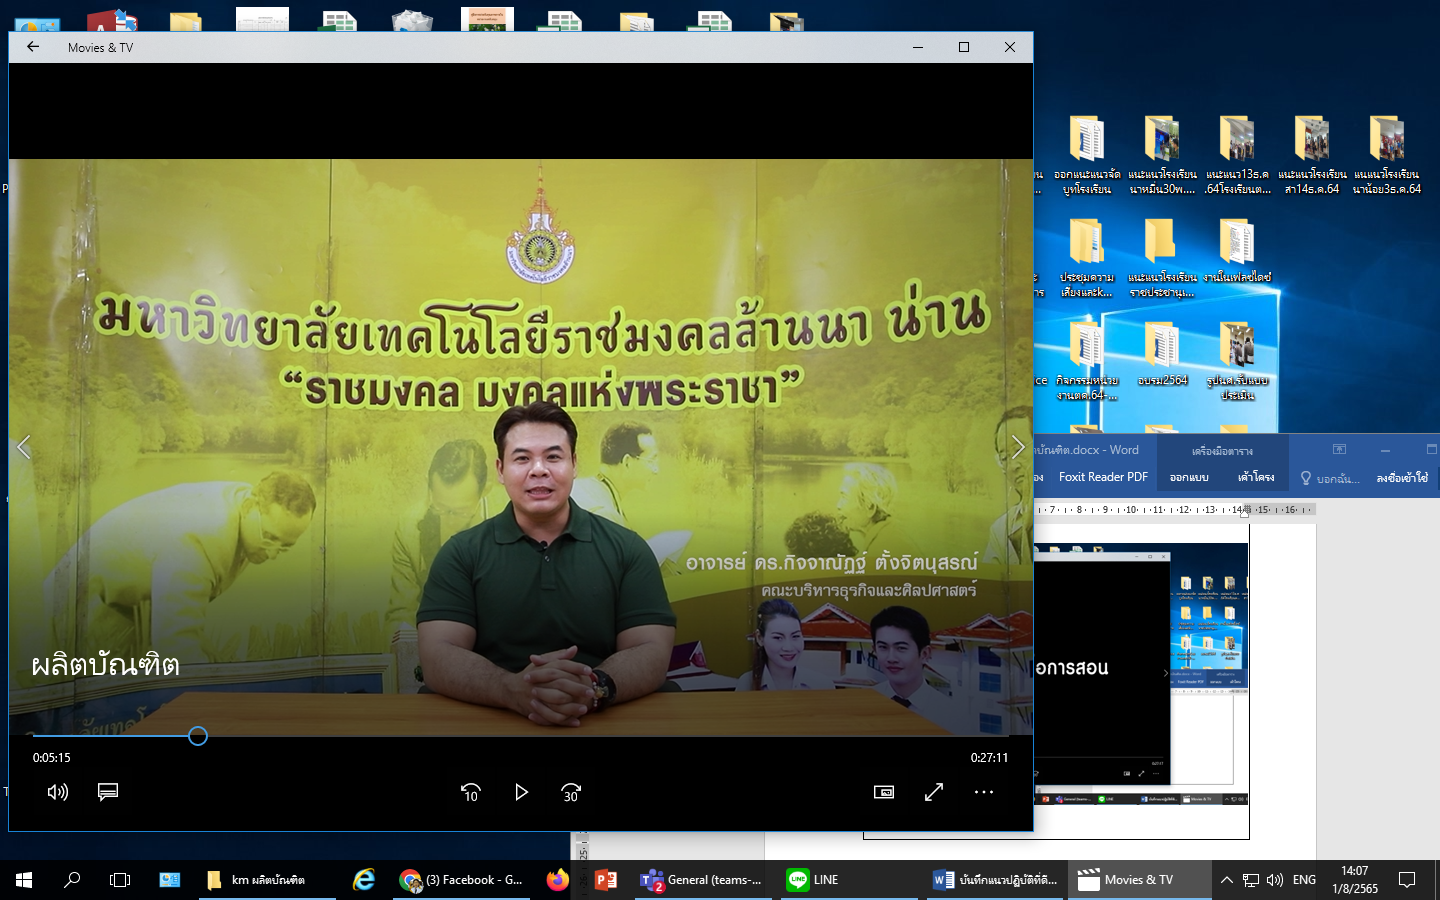 Movies & TV
มหาวิทยาลัยเทคโนโลยีราชมงคลล้านนา น่าน
“ราชมงคล มงคลแห่งพระราชา”
อาจารย์ ดร.กิจจาณัฏฐ์ ตั้งจิตนุสรณ์
คณะบริหารธุรกิจและศิลปศาสตร์
ผลิตบัณฑิต
0:05:15
0:27:11
10
30
ออกแนะแนวจัด
บูทโรงเรียน
แนะแนวโรงเรียน
นาหมื่น30พ....
แนะแนว13ธ.ค
.64โรงเรียนต...
แนะแนวโรงเรียน
สา14ธ.ค.64
แนแนวโรงเรียน
นาน้อย3ธ.ค.64
ประชุมความ
เสี่ยงและk...
แนะแนวโรงเรียน
ราชประชานุเ...
งานในเฟลซไดซ์
กิจกรรมหน่วย
งานตค.64-...
อบรม2564
รูปนศ.รับแบบ
ประเมิน
บัณฑิต.docx - Word
เครื่องมือตาราง
Foxit Reader PDF
ออกแบบ
เค้าโครง
บอกฉัน...
ลงชื่อเข้าใช้
7 8 9 10 11 12 13 14 15 16
อการสอน
km ผลิตบัณฑิต
(3) Facebook - G...
General (teams-...
2
LINE
บันทึกแนวปฏิบัติที่ดี...
Movies & TV
ENG
14:07
1/8/2565